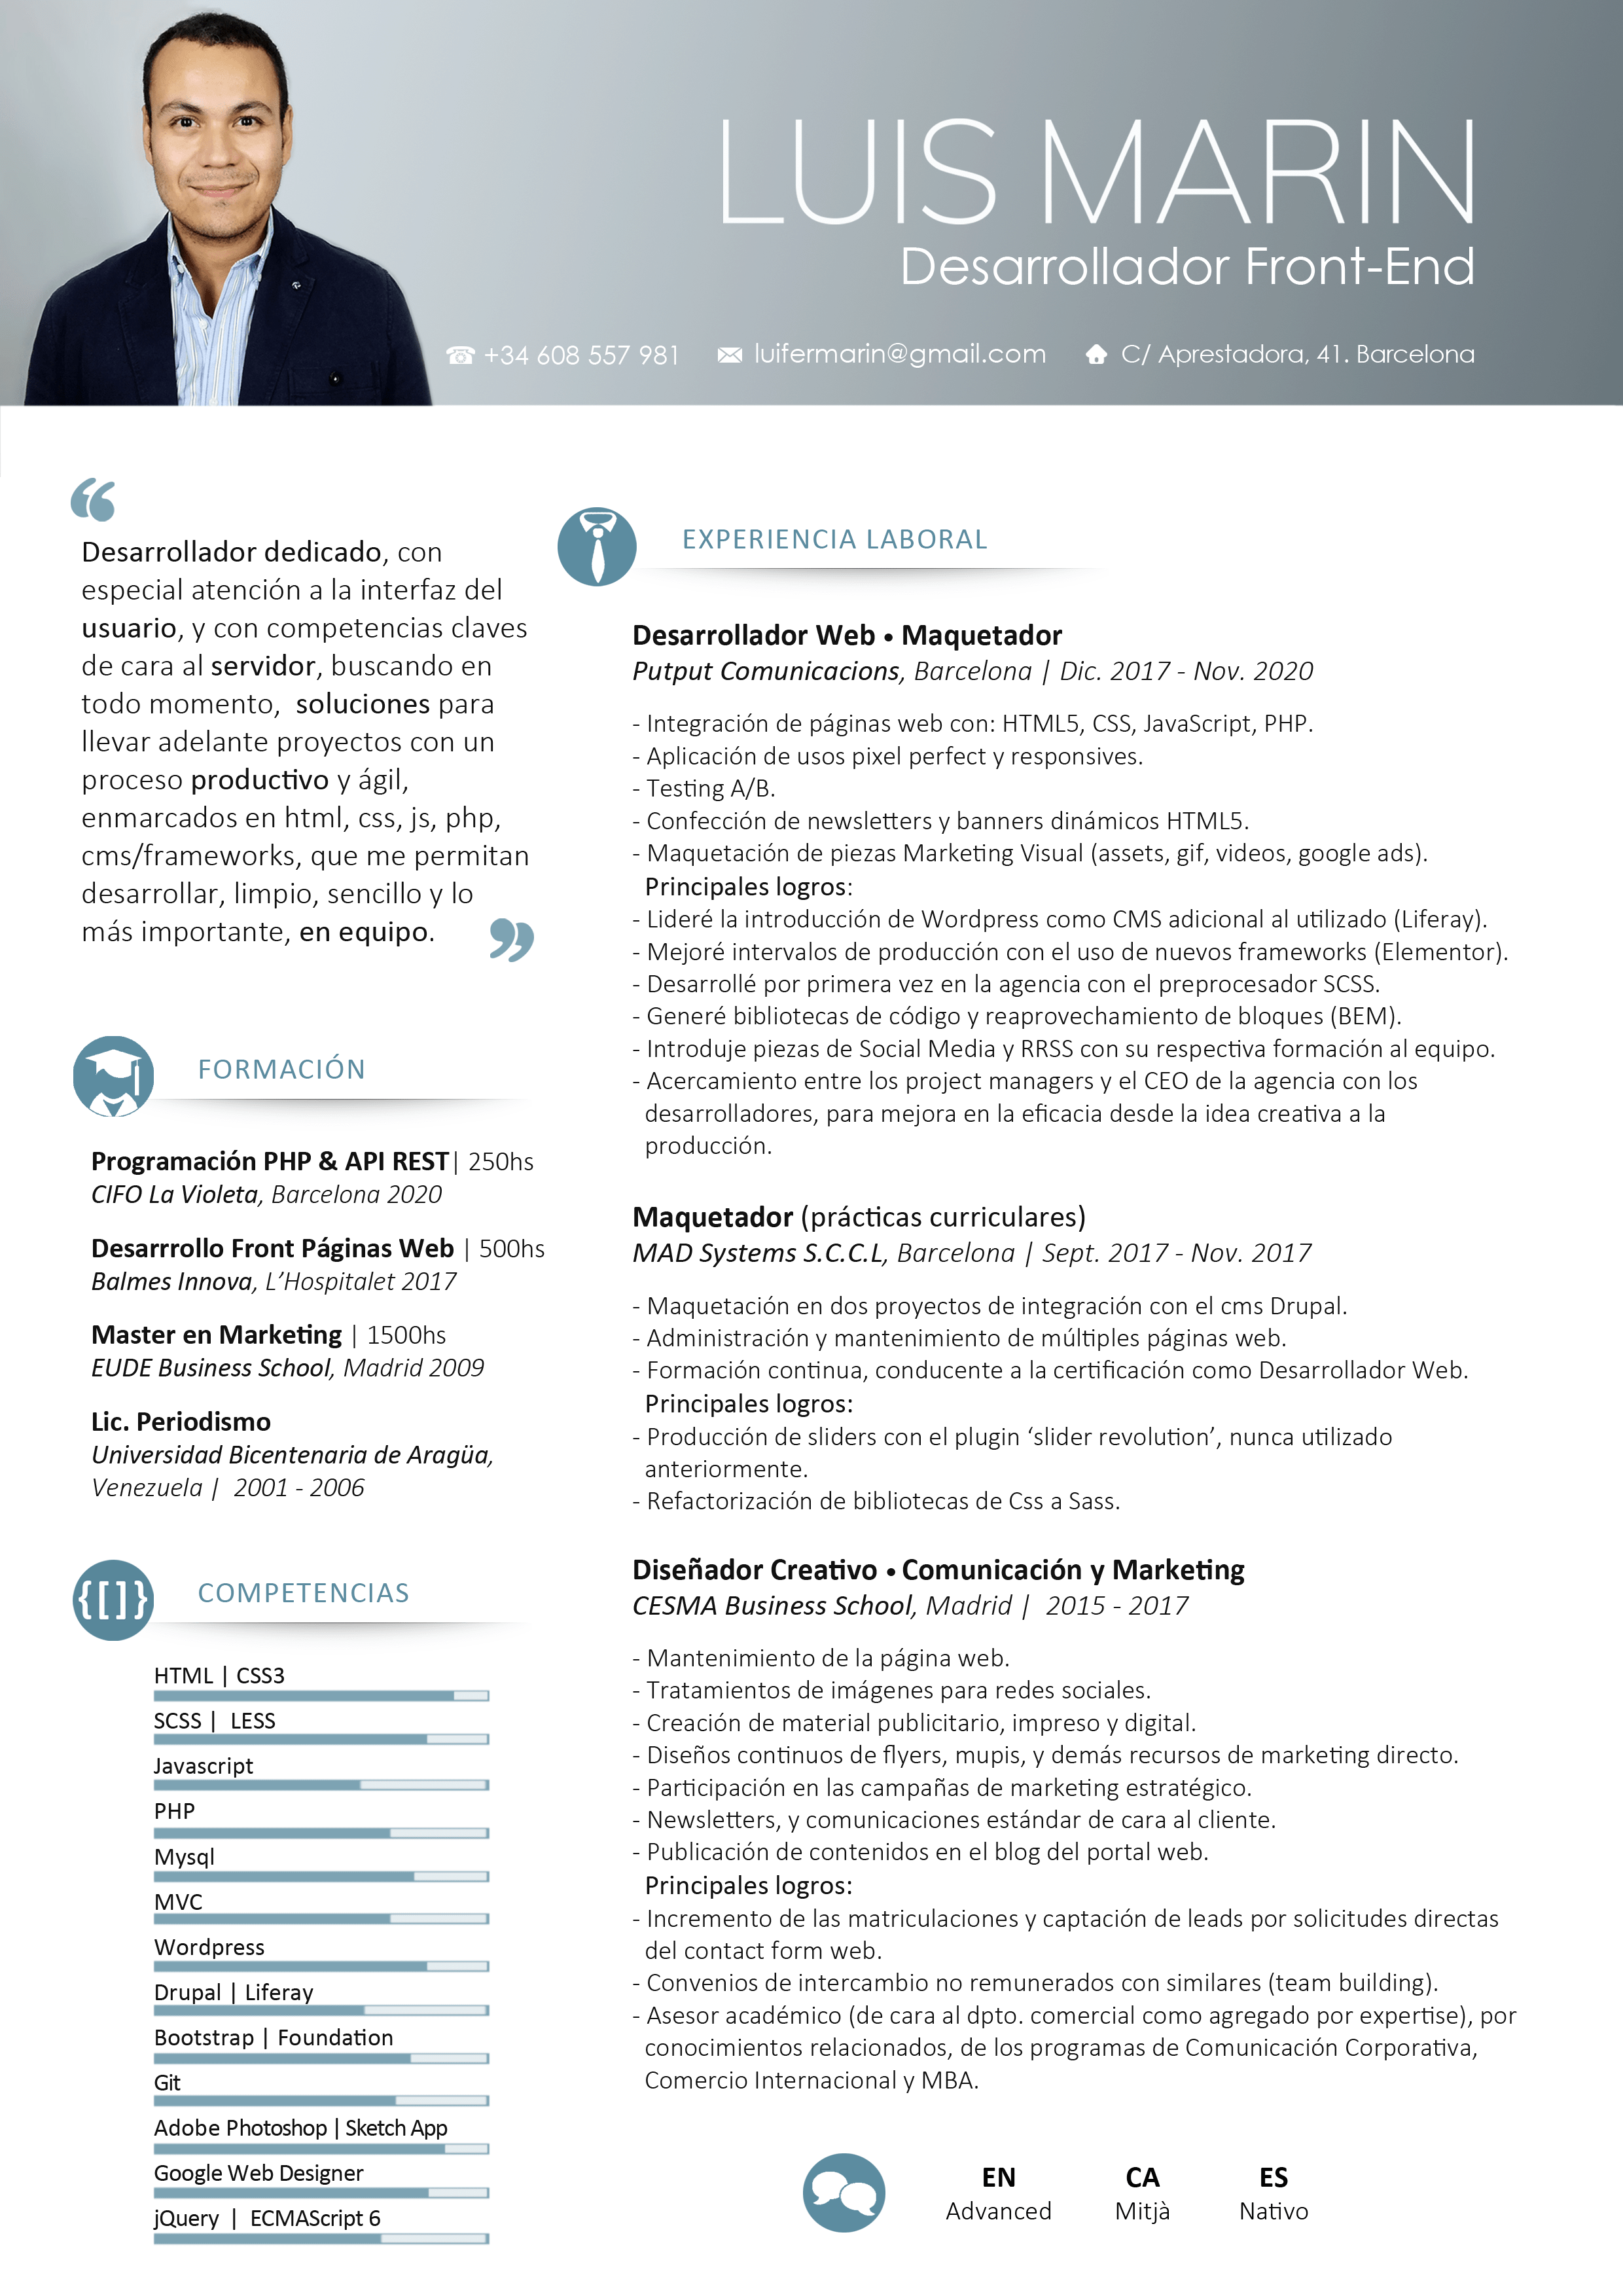 LUIS MARIN
Desarrollador Front-End
+34 608 557 981
luifermarin@gmail.com
C/ Aprestadora, 41. Barcelona
Desarrollador dedicado, con
especial atención a la interfaz del
usuario, y con competencias claves
de cara al servidor, buscando en
todo momento, soluciones para
llevar adelante proyectos con un
proceso productivo y ágil,
enmarcados en html, css, js, php,
cms/frameworks, que me permitan
desarrollar, limpio, sencillo y lo
más importante, en equipo.
FORMACIÓN
Programación PHP & API REST| 250hs
CIFO La Violeta, Barcelona 2020
Desarrrollo Front Páginas Web | 500hs
Balmes Innova, L’Hospitalet 2017
Master en Marketing | 1500hs
EUDE Business School, Madrid 2009
Lic. Periodismo
Universidad Bicentenaria de Aragüa,
Venezuela | 2001 - 2006
{[]}
COMPETENCIAS
HTML | CSS3
SCSS | LESS
Javascript
PHP
Mysql
MVC
Wordpress
Drupal | Liferay
Bootstrap | Foundation
Git
Adobe Photoshop | Sketch App
Google Web Designer
jQuery | ECMAScript 6
EXPERIENCIA LABORAL
Desarrollador Web • Maquetador
Putput Comunicacions, Barcelona | Dic. 2017 - Nov. 2020
- Integración de páginas web con: HTML5, CSS, JavaScript, PHP.
- Aplicación de usos pixel perfect y responsives.
- Testing A/B.
- Confección de newsletters y banners dinámicos HTML5.
- Maquetación de piezas Marketing Visual (assets, gif, videos, google ads).
Principales logros:
- Lideré la introducción de Wordpress como CMS adicional al utilizado (Liferay).
- Mejoré intervalos de producción con el uso de nuevos frameworks (Elementor).
- Desarrollé por primera vez en la agencia con el preprocesador SCSS.
- Generé bibliotecas de código y reaprovechamiento de bloques (BEM).
- Introduje piezas de Social Media y RRSS con su respectiva formación al equipo.
- Acercamiento entre los project managers y el CEO de la agencia con los
desarrolladores, para mejora en la eficacia desde la idea creativa a la
producción.
Maquetador (prácticas curriculares)
MAD Systems S.C.C.L, Barcelona | Sept. 2017 - Nov. 2017
- Maquetación en dos proyectos de integración con el cms Drupal.
- Administración y mantenimiento de múltiples páginas web.
- Formación continua, conducente a la certificación como Desarrollador Web.
Principales logros:
- Producción de sliders con el plugin ‘slider revolution’, nunca utilizado
anteriormente.
- Refactorización de bibliotecas de Css a Sass.
Diseñador Creativo • Comunicación y Marketing
CESMA Business School, Madrid | 2015 - 2017
- Mantenimiento de la página web.
- Tratamientos de imágenes para redes sociales.
- Creación de material publicitario, impreso y digital.
- Diseños continuos de flyers, mupis, y demás recursos de marketing directo.
- Participación en las campañas de marketing estratégico.
- Newsletters, y comunicaciones estándar de cara al cliente.
- Publicación de contenidos en el blog del portal web.
Principales logros:
- Incremento de las matriculaciones y captación de leads por solicitudes directas
del contact form web.
- Convenios de intercambio no remunerados con similares (team building).
- Asesor académico (de cara al dpto. comercial como agregado por expertise), por
conocimientos relacionados, de los programas de Comunicación Corporativa,
Comercio Internacional y MBA.
EN CA ES
Advanced Mitjà Nativo